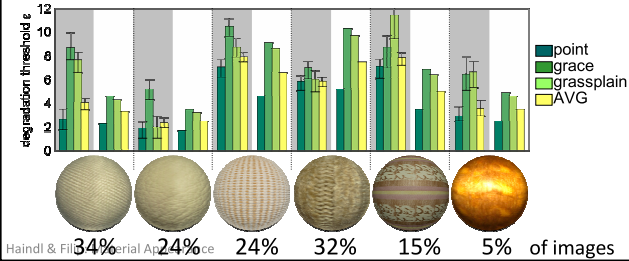 degradation threshold ε
12
10
8
6
4
2
0
point
grace
grassplain
AVG
34% 24% 24% 32% 15% 5% of images
Haindl & Filip: Material Appearance